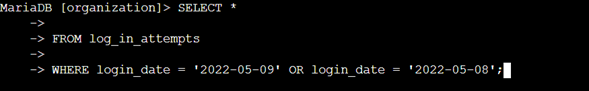 MariaDB [organization]> SELECT *
->
-> FROM log_in_attempts
->
-> WHERE login_date = '2022-05-09' OR login_date = '2022-05-08';